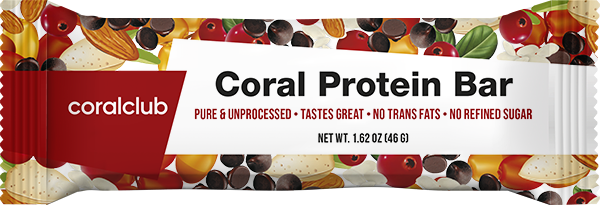 coralclub
Coral Protein Bar
PURE & UNPROCESSED • TASTES GREAT • NO TRANS FATS • NO REFINED SUGAR
NET WT. 1.62 OZ (46 G)